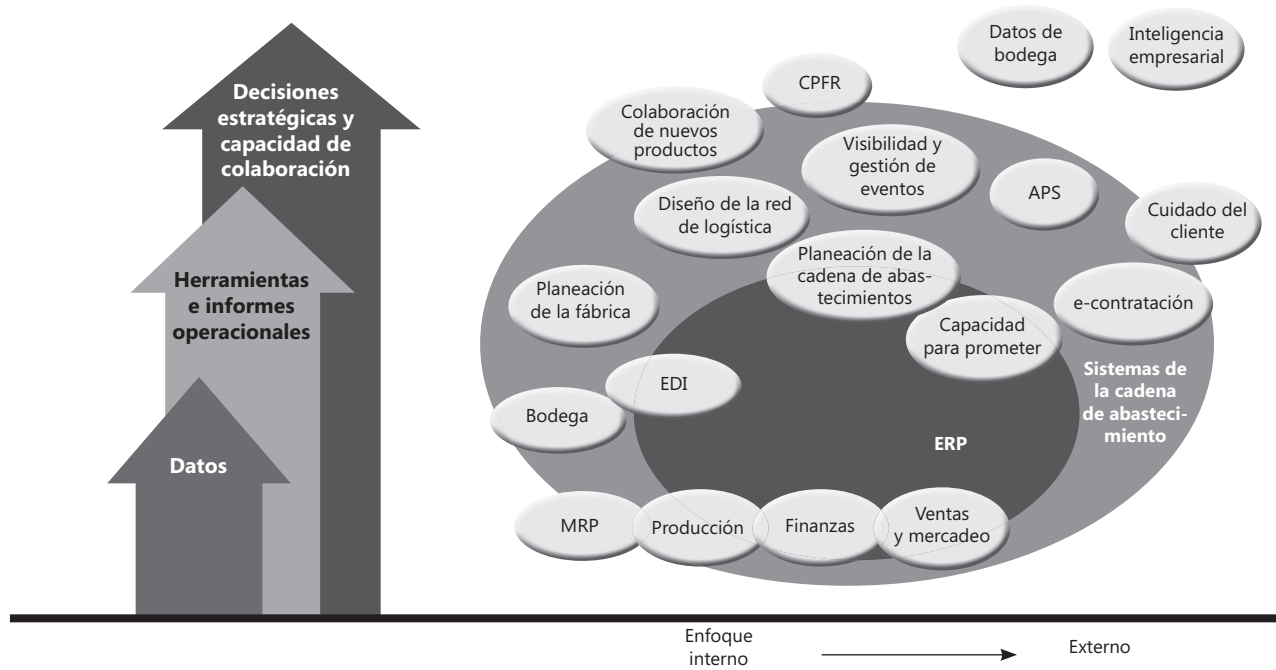 Decisiones
estratégicas y
capacidad de
colaboración
Herramientas
e informes
operacionales
Datos
Datos de
bodega
Inteligencia
empresarial
CPFR
Colaboración
de nuevos
productos
Visibilidad y
gestión de
eventos
APS
Diseño de la red
de logística
Cuidado del
cliente
Planeación de la
cadena de abas-
tecimientos
Planeación
de la fábrica
e-contratación
Capacidad
para prometer
Sistemas de
la cadena
de abasteci-
miento
EDI
Bodega
ERP
MRP
Producción
Finanzas
Ventas
y mercadeo
Enfoque
interno
Externo